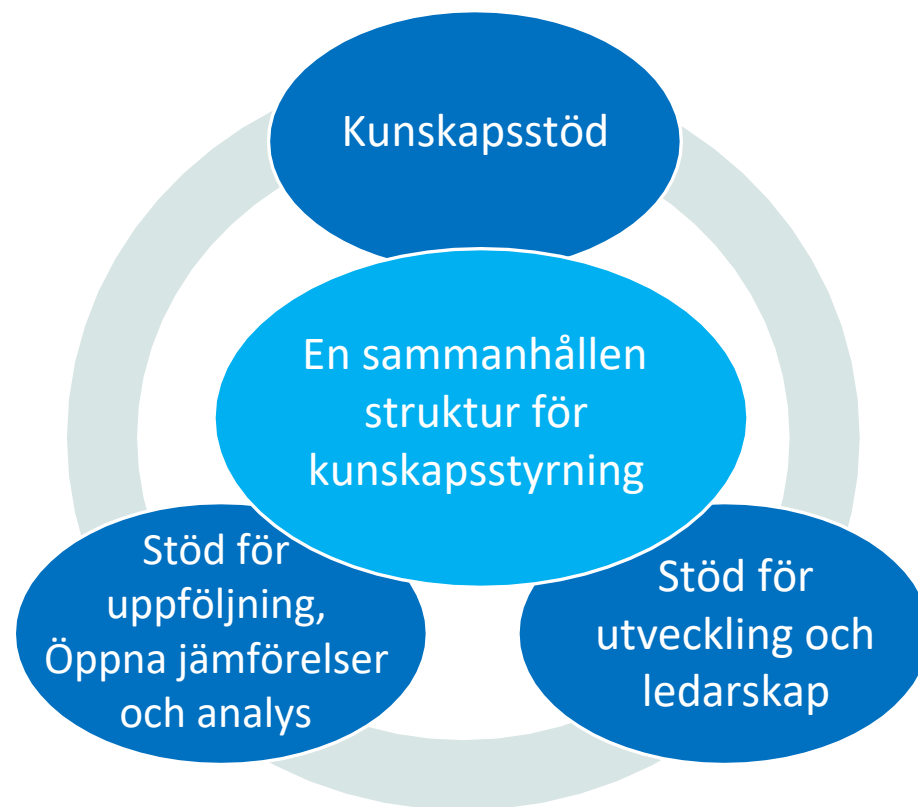 Kunskapsstöd
En sammanhållen
struktur för
kunskapsstyrning
Stöd för
uppföljning,
Öppna jämförelser
och analys
Stöd för
utveckling och
ledarskap